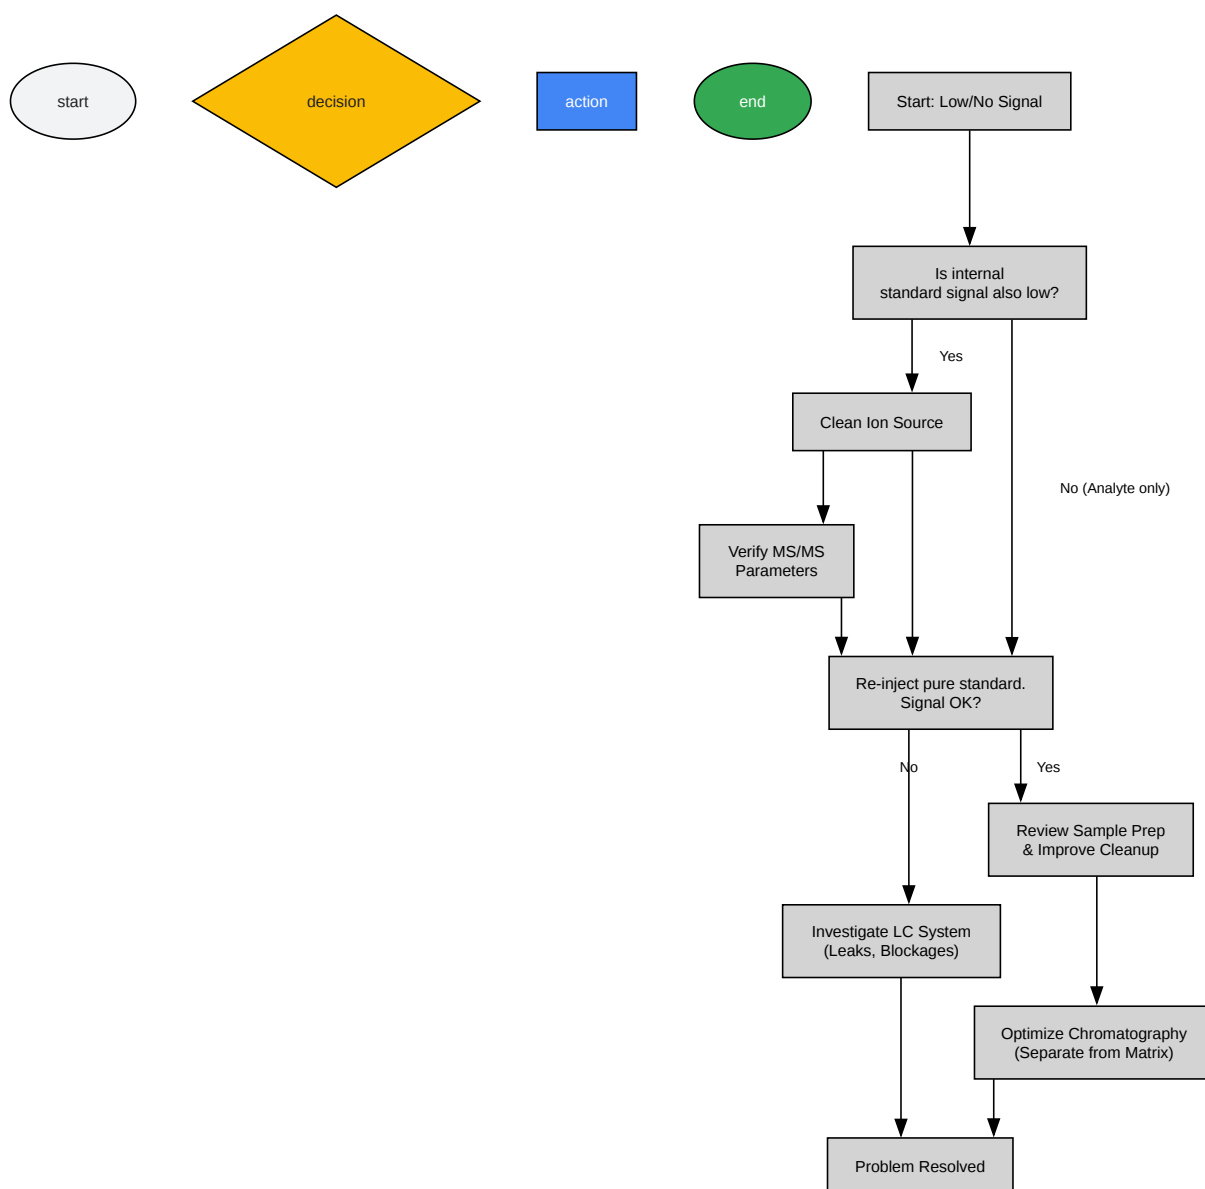 start
decision
action
end
Start: Low/No Signal
Is internal
standard signal also low?
Yes
Clean Ion Source
No (Analyte only)
Verify MS/MS
Parameters
Re-inject pure standard.
Signal OK?
No
Yes
Review Sample Prep
& Improve Cleanup
Investigate LC System
(Leaks, Blockages)
Optimize Chromatography
(Separate from Matrix)
Problem Resolved